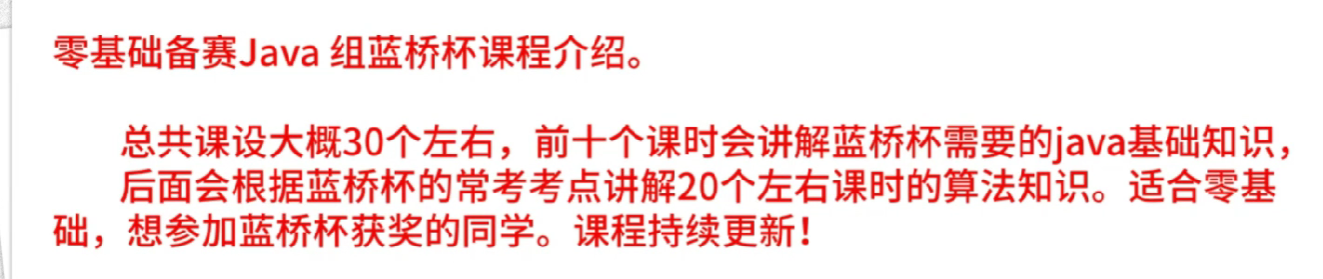 零基础备赛Java 组蓝桥杯课程介绍。
总共课设大概30个左右，前十个课时会讲解蓝桥杯需要的java基础知识，
后面会根据蓝桥杯的常考考点讲解20个左右课时的算法知识。适合零基
础，想参加蓝桥杯获奖的同学。课程持续更新！